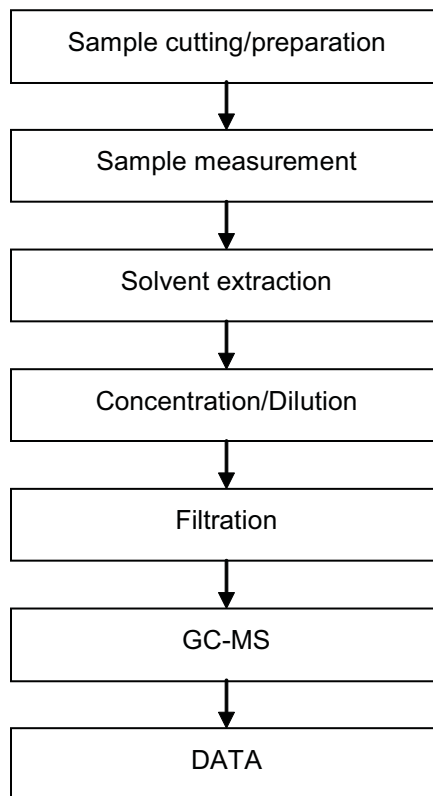 Sample cutting/preparation
Sample measurement
Solvent extraction
Concentration/Dilution
Filtration
GC-MS
DATA